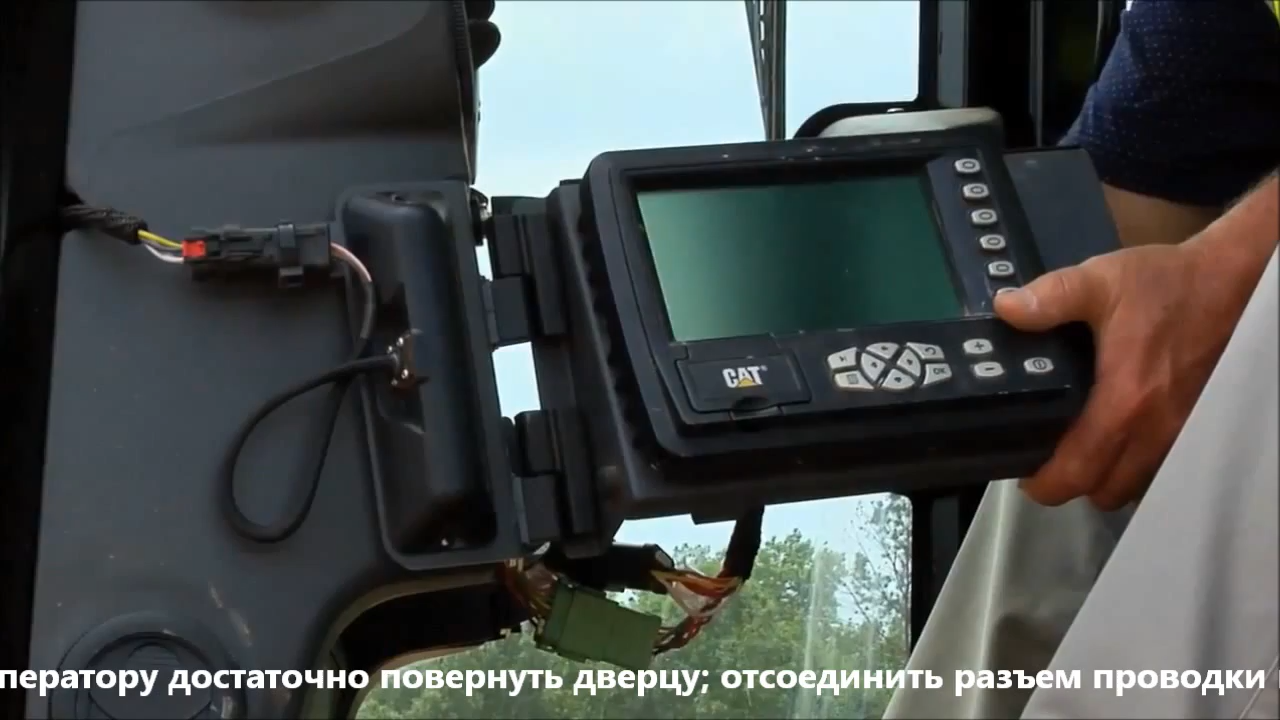 CAT
OK
ператору достаточно повернуть дверцу; отсоединить разъем проводки